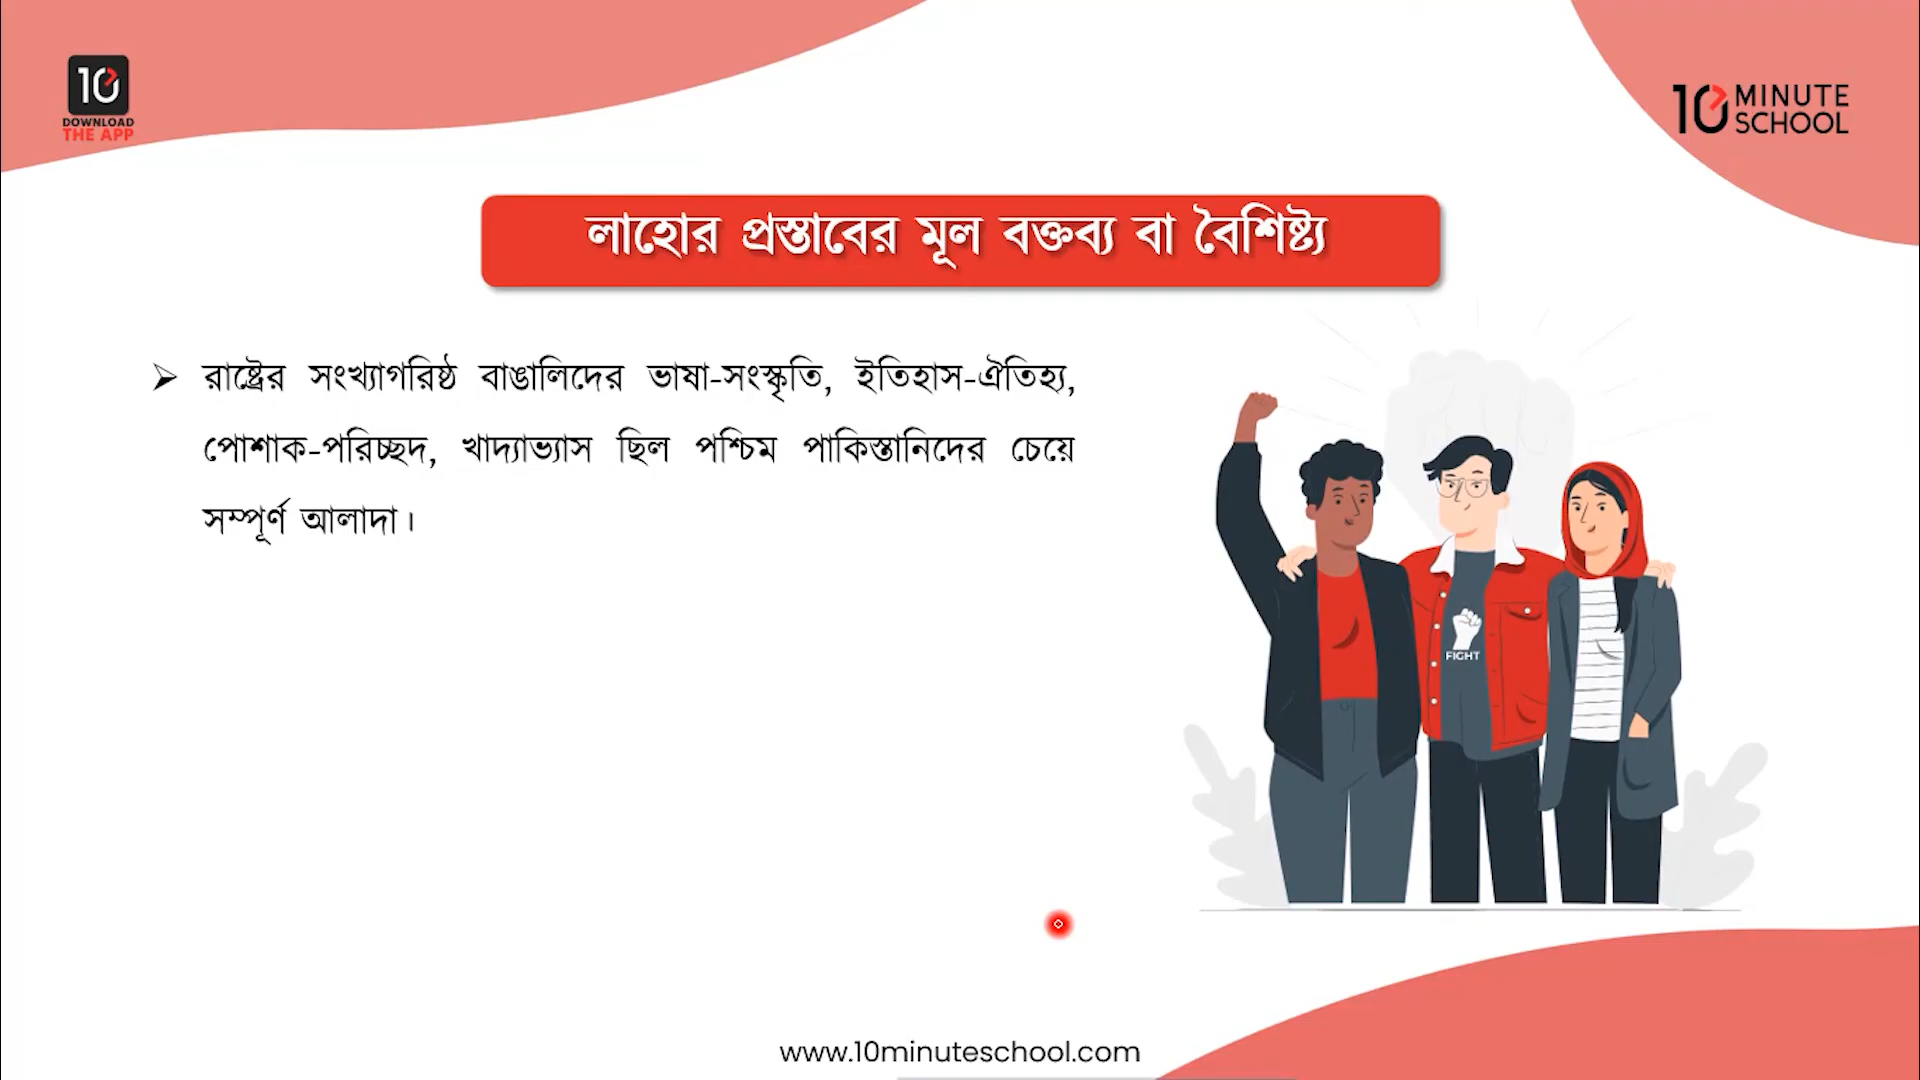 10
DOWNLOAD
THE APP
10 MINUTE
SCHOOL
লাহোর প্রস্তাবের মূল বক্তব্য বা বৈশিষ্ট্য
➢ রাষ্ট্রের সংখ্যাগরিষ্ঠ বাঙালিদের ভাষা-সংস্কৃতি, ইতিহাস-ঐতিহ্য,
পোশাক-পরিচ্ছদ, খাদ্যাভ্যাস ছিল পশ্চিম পাকিস্তানিদের চেয়ে
সম্পূর্ণ আলাদা।
FIGHT
www.10minuteschool.com